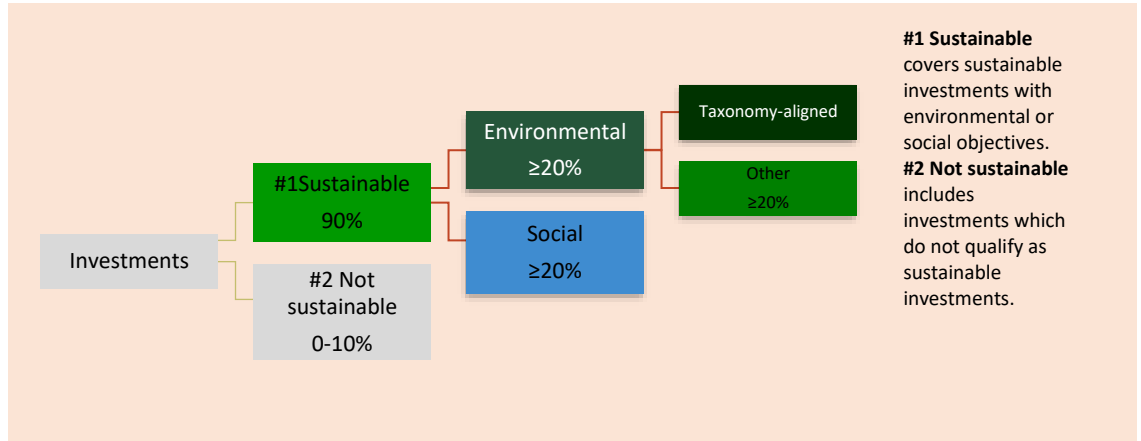 Investments
#1Sustainable
90%
#2 Not
sustainable
0-10%
Environmental
≥20%
Social
≥20%
Taxonomy-aligned
Other
≥20%
#1 Sustainable
covers sustainable
investments with
environmental or
social objectives.
#2 Not sustainable
includes
investments which
do not qualify as
sustainable
investments.